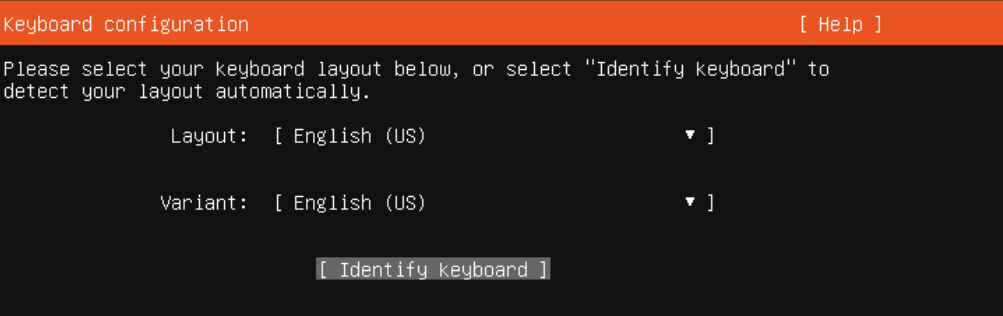 Keyboard configuration [ Help ]
Please select your keyboard layout below, or select "Identify keyboard" to
detect your layout automatically.
Layout: [ English (US) ▾ ]
Variant: [ English (US) ▾ ]
[ Identify keyboard ]